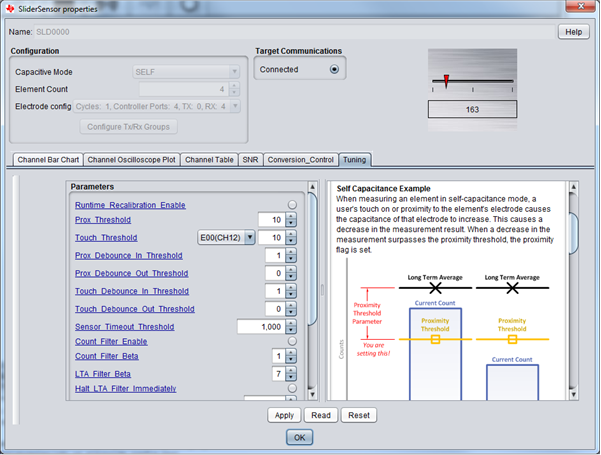 SliderSensor properties
Name: SLD0000
Help
Configuration
Capacitive Mode SELF
Element Count 4
Electrode config Cycles: 1, Controller Ports: 4, TX: 0, RX: 4
Configure Tx/Rx Groups
Target Communications
Connected
163
Channel Bar Chart Channel Oscilloscope Plot Channel Table SNR Conversion_Control Tuning
Parameters
Runtime Recalibration Enable
Prox Threshold 10
Touch Threshold E00(CH12) 10
Prox Debounce In Threshold 1
Prox Debounce Out Threshold 0
Touch Debounce In Threshold 1
Touch Debounce Out Threshold 0
Sensor Timeout Threshold 1,000
Count Filter Enable
Count Filter Beta 1
LTA Filter Beta 7
Halt LTA Filter Immediately
Self Capacitance Example
When measuring an element in self-capacitance mode, a
user's touch on or proximity to the element's electrode causes
the capacitance of that electrode to increase. This causes a
decrease in the measurement result. When a decrease in the
measurement surpasses the proximity threshold, the proximity
flag is set.
Long Term Average Long Term Average
Current Count
Proximity
Threshold
Parameter
Proximity
Threshold
Proximity
Threshold
You are
setting this!
Current Count
Counts
Apply Read Reset
OK